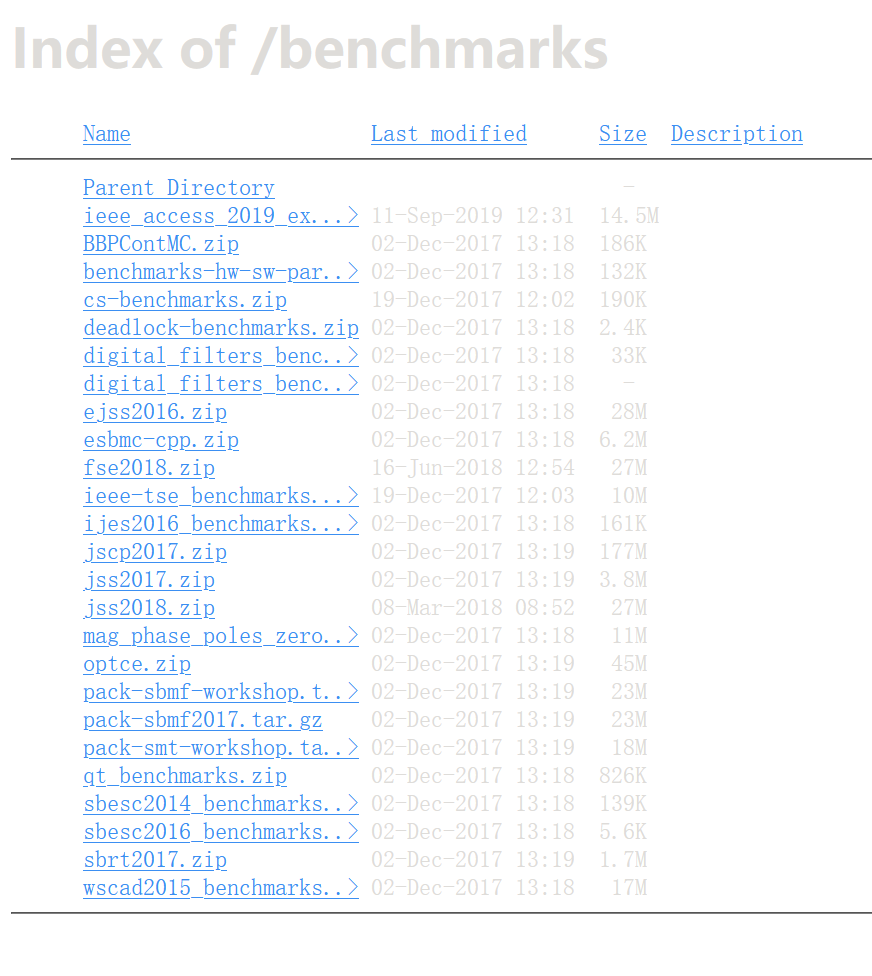 Index of /benchmarks
Name Last modified Size Description
Parent Directory -
ieee_access_2019_ex...> 11-Sep-2019 12:31 14.5M
BBPContMC.zip 02-Dec-2017 13:18 186K
benchmarks-hw-sw-par..> 02-Dec-2017 13:18 132K
cs-benchmarks.zip 19-Dec-2017 12:02 190K
deadlock-benchmarks.zip 02-Dec-2017 13:18 2.4K
digital_filters_benc..> 02-Dec-2017 13:18 33K
digital_filters_benc..> 02-Dec-2017 13:18 -
ejss2016.zip 02-Dec-2017 13:18 28M
esbmc-cpp.zip 02-Dec-2017 13:18 6.2M
fse2018.zip 16-Jun-2018 12:54 27M
ieee-tse_benchmarks...> 19-Dec-2017 12:03 10M
ijes2016_benchmarks...> 02-Dec-2017 13:18 161K
jscp2017.zip 02-Dec-2017 13:19 177M
jss2017.zip 02-Dec-2017 13:19 3.8M
jss2018.zip 08-Mar-2018 08:52 27M
mag_phase_poles_zero..> 02-Dec-2017 13:18 11M
optce.zip 02-Dec-2017 13:19 45M
pack-sbmf-workshop.t..> 02-Dec-2017 13:19 23M
pack-sbmf2017.tar.gz 02-Dec-2017 13:19 23M
pack-smt-workshop.ta..> 02-Dec-2017 13:19 18M
qt_benchmarks.zip 02-Dec-2017 13:18 826K
sbesc2014_benchmarks..> 02-Dec-2017 13:18 139K
sbesc2016_benchmarks..> 02-Dec-2017 13:18 5.6K
sbrt2017.zip 02-Dec-2017 13:19 1.7M
wscad2015_benchmarks..> 02-Dec-2017 13:18 17M